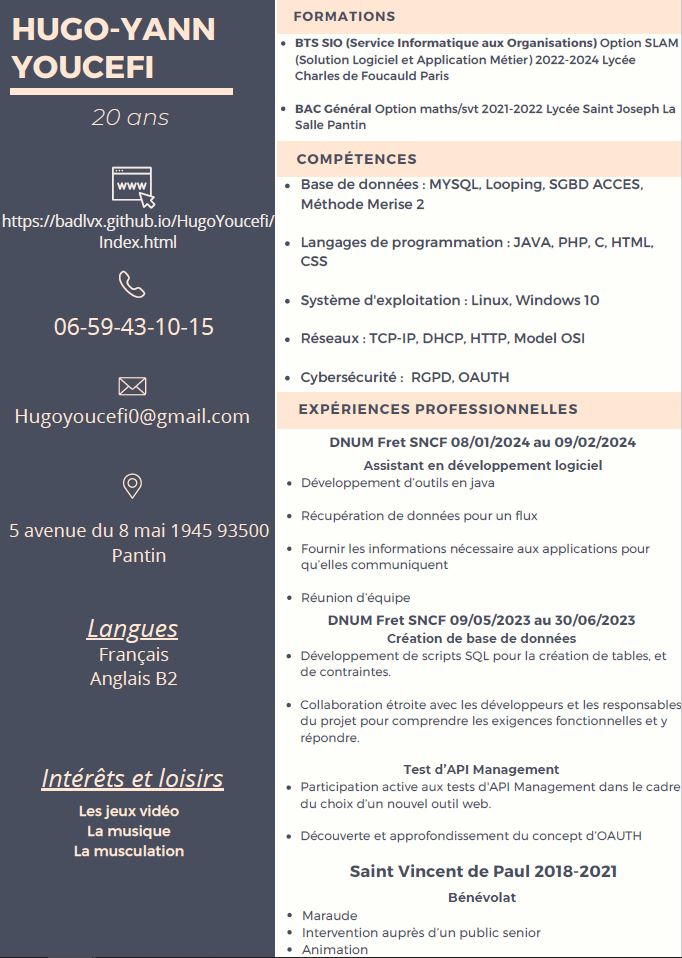 HUGO-YANN
YOUCEFI
20 ans
www
https://badlvx.github.io/HugoYoucefi/
Index.html
06-59-43-10-15
Hugoyoucefi0@gmail.com
5 avenue du 8 mai 1945 93500
Pantin
Langues
Français
Anglais B2
Intérêts et loisirs
Les jeux vidéo
La musique
La musculation
FORMATIONS
• BTS SIO (Service Informatique aux Organisations) Option SLAM
(Solution Logiciel et Application Métier) 2022-2024 Lycée
Charles de Foucauld Paris
• BAC Général Option maths/svt 2021-2022 Lycée Saint Joseph La
Salle Pantin
COMPÉTENCES
• Base de données : MYSQL, Looping, SGBD ACCES,
Méthode Merise 2
• Langages de programmation : JAVA, PHP, C, HTML,
CSS
• Système d'exploitation : Linux, Windows 10
• Réseaux : TCP-IP, DHCP, HTTP, Model OSI
• Cybersécurité : RGPD, OAUTH
EXPÉRIENCES PROFESSIONNELLES
DNUM Fret SNCF 08/01/2024 au 09/02/2024
Assistant en développement logiciel
• Développement d'outils en java
• Récupération de données pour un flux
• Fournir les informations nécessaire aux applications pour
qu'elles communiquent
• Réunion d'équipe
DNUM Fret SNCF 09/05/2023 au 30/06/2023
Création de base de données
• Développement de scripts SQL pour la création de tables, et
de contraintes.
• Collaboration étroite avec les développeurs et les responsables
du projet pour comprendre les exigences fonctionnelles et y
répondre.
Test d'API Management
• Participation active aux tests d'API Management dans le cadre
du choix d'un nouvel outil web.
• Découverte et approfondissement du concept d'OAUTH
Saint Vincent de Paul 2018-2021
Bénévolat
• Maraude
• Intervention auprès d'un public senior
• Animation